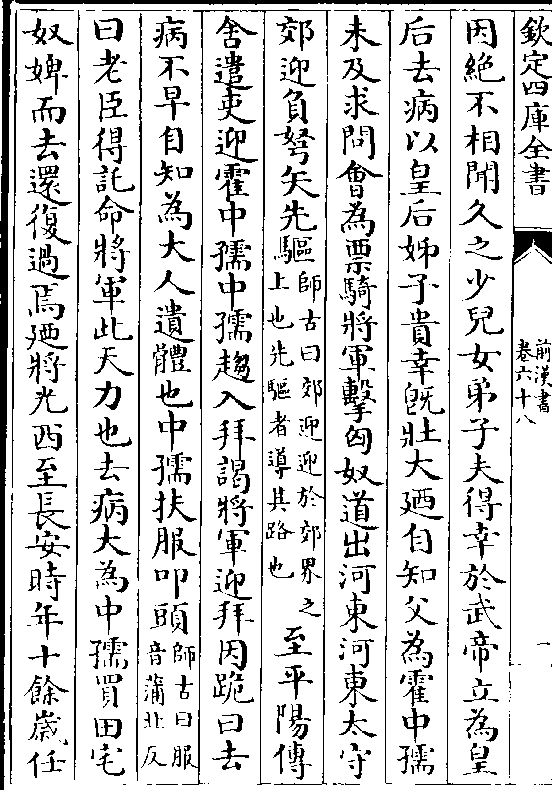 欽定四庫全書
前漢書
卷六十八
一
因絶不相聞久之少兒女弟子夫得幸於武帝立為皇
后去病以皇后姊子貴幸旣壯大廼自知父為霍中孺
未及求問會為票騎將軍擊匈奴道出河東河東太守
郊迎負弩矢先驅師古曰郊迎迎於郊界之上也先驅者導其路也至平陽傳
舍遣吏迎霍中孺中孺趨入拜謁將軍迎拜因跪曰去
病不早自知為大人遺體也中孺扶服叩頭師古曰服音蒲北反
曰老臣得託命將軍此天力也去病大為中孺買田宅
奴婢而去還復過焉廼將光西至長安時年十餘歲任